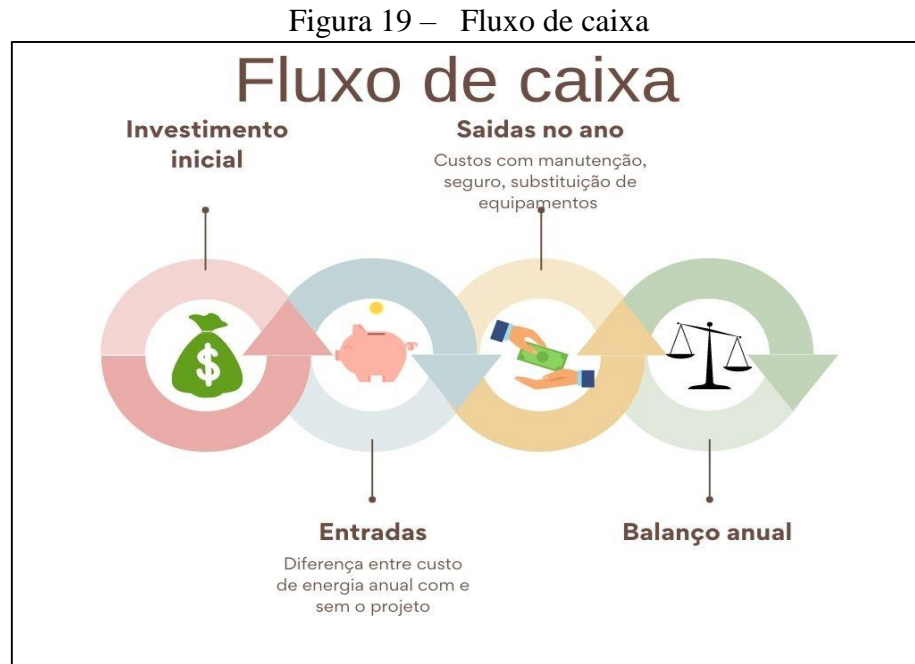 Figura 19 – Fluxo de caixa
Fluxo de caixa
Investimento
inicial
Saidas no ano
Custos com manutenção,
seguro, substituição de
equipamentos
$
Entradas
Diferença entre custo
de energia anual com e
sem o projeto
Balanço anual